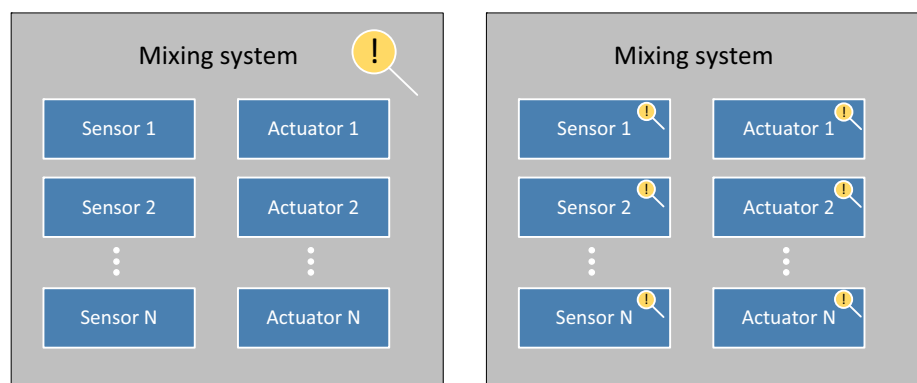 Mixing system
!
Sensor 1
Actuator 1
Sensor 2
Actuator 2
Sensor N
Actuator N
Mixing system
Sensor 1
!
Actuator 1
!
Sensor 2
!
Actuator 2
!
Sensor N
!
Actuator N
!